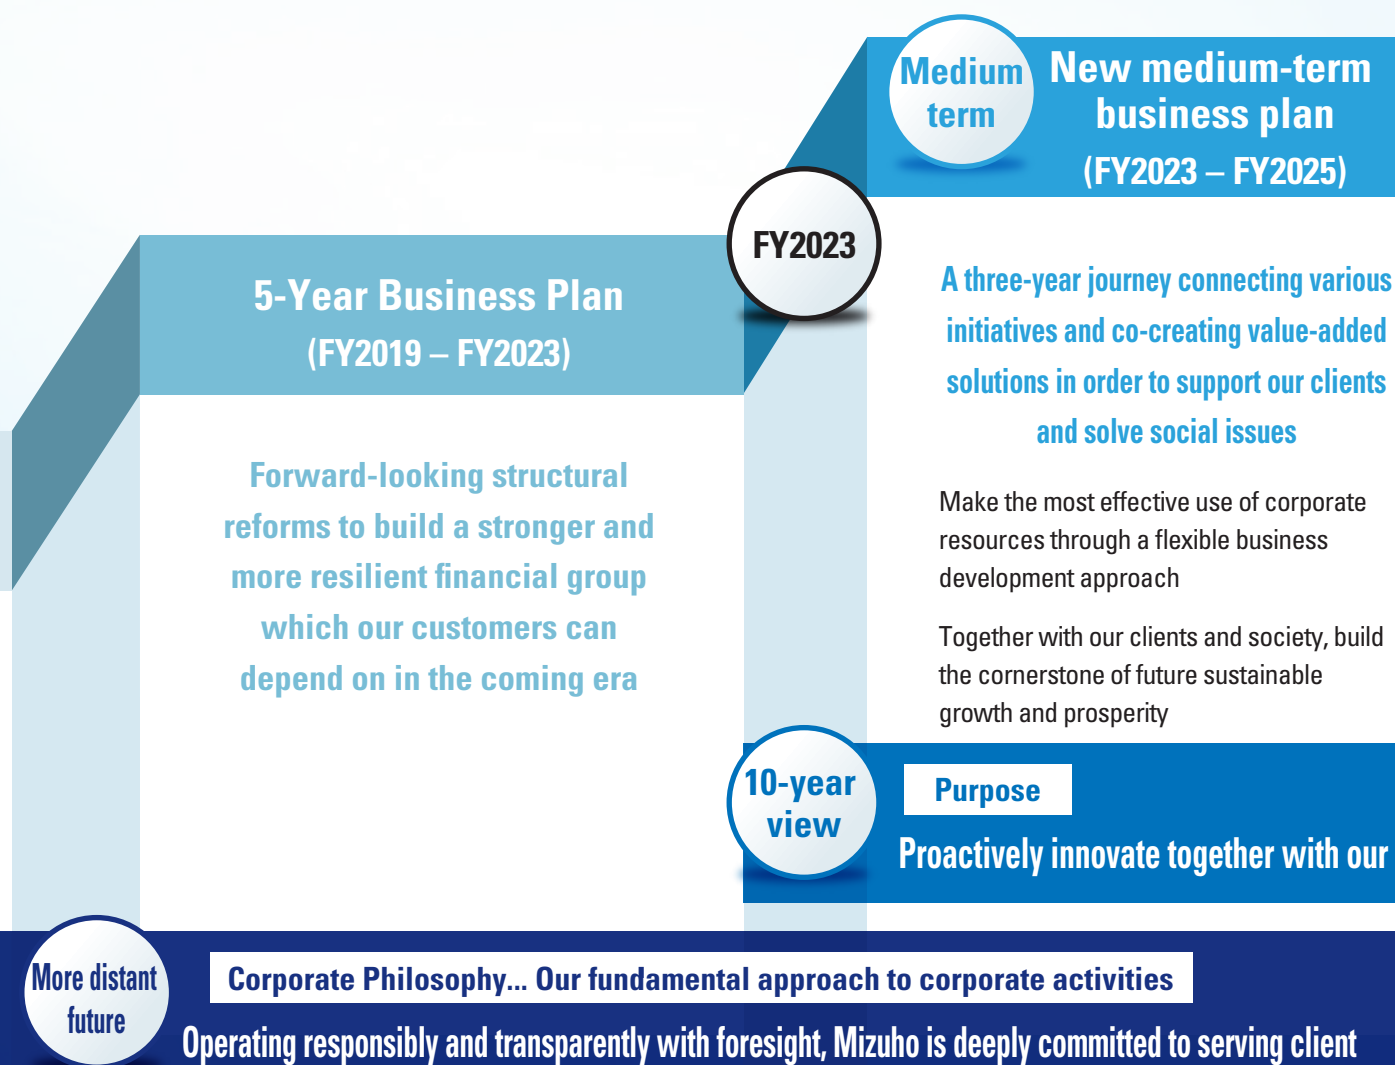 Medium
term
New medium-term
business plan
(FY2023 – FY2025)
FY2023
5-Year Business Plan
(FY2019 – FY2023)
A three-year journey connecting various
initiatives and co-creating value-added
solutions in order to support our clients
and solve social issues
Forward-looking structural
reforms to build a stronger and
more resilient financial group
which our customers can
depend on in the coming era
Make the most effective use of corporate
resources through a flexible business
development approach
Together with our clients and society, build
the cornerstone of future sustainable
growth and prosperity
10-year
view
Purpose
Proactively innovate together with our
More distant
future
Corporate Philosophy... Our fundamental approach to corporate activities
Operating responsibly and transparently with foresight, Mizuho is deeply committed to serving client